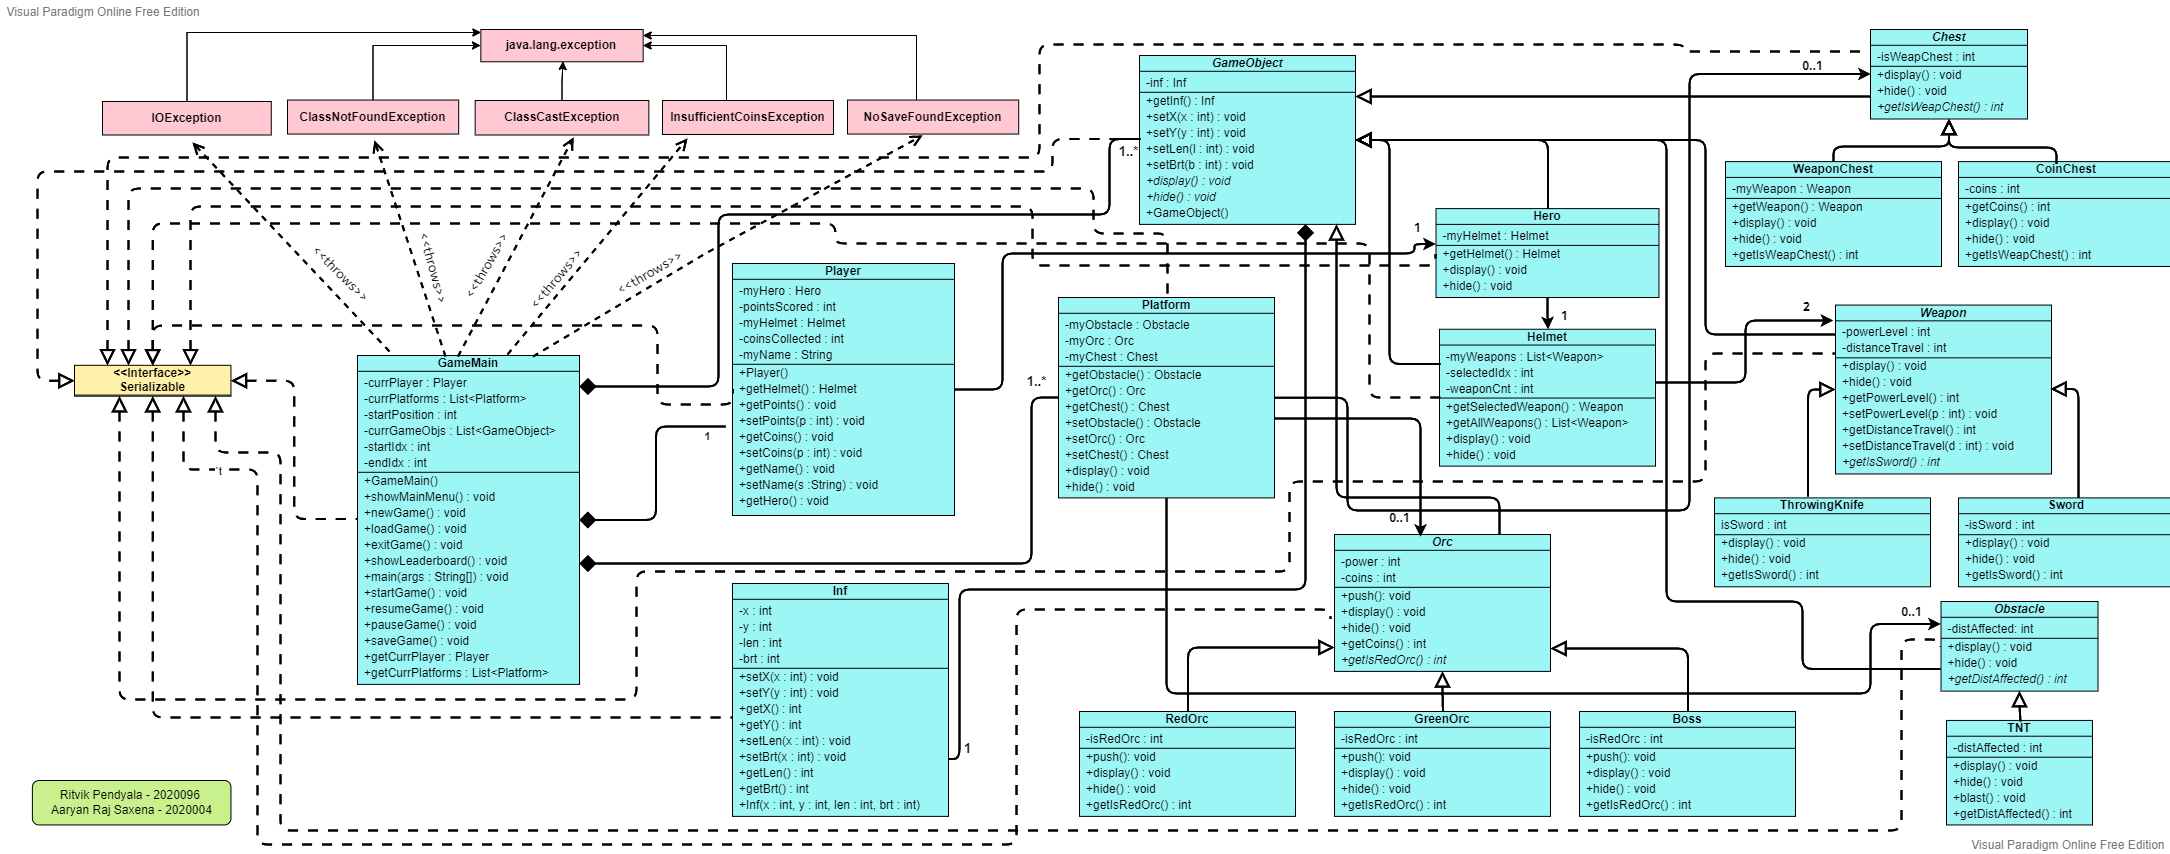 Visual Paradigm Online Free Edition
java.lang.exception
IOException
ClassNotFoundException
ClassCastException
InsufficientCoinsException
NoSaveFoundException
<<throws>>
<<throws>>
<<throws>>
<<throws>>
<<throws>>
<<Interface>>
Serializable
GameMain
-currPlayer : Player
-currPlatforms : List<Platform>
-startPosition : int
-currGameObjs : List<GameObject>
-startIdx : int
-endIdx : int
+GameMain()
+showMainMenu() : void
+newGame() : void
+loadGame() : void
+exitGame() : void
+showLeaderboard() : void
+main(args : String[]) : void
+startGame() : void
+resumeGame() : void
+pauseGame() : void
+saveGame() : void
+getCurrPlayer : Player
+getCurrPlatforms : List<Platform>
't
Ritvik Pendyala - 2020096
Aaryan Raj Saxena - 2020004
Player
-myHero : Hero
-pointsScored : int
-myHelmet : Helmet
-coinsCollected : int
-myName : String
+Player()
+getHelmet() : Helmet
+getPoints() : void
+setPoints(p : int) : void
+getCoins() : void
+setCoins(p : int) : void
+getName() : void
+setName(s :String) : void
+getHero() : void
1
Inf
-x : int
-y : int
-len : int
-brt : int
+setX(x : int) : void
+setY(y : int) : void
+getX() : int
+getY() : int
+setLen(x : int) : void
+setBrt(x : int) : void
+getLen() : int
+getBrt() : int
+Inf(x : int, y : int, len : int, brt : int)
1
GameObject
-inf : Inf
+getInf() : Inf
+setX(x : int) : void
+setY(y : int) : void
+setLen(l : int) : void
+setBrt(b : int) : void
+display() : void
+hide() : void
+GameObject()
1..*
Platform
-myObstacle : Obstacle
-myOrc : Orc
-myChest : Chest
+getObstacle() : Obstacle
+getOrc() : Orc
+getChest() : Chest
+setObstacle() : Obstacle
+setOrc() : Orc
+setChest() : Chest
+display() : void
+hide() : void
1..*
Hero
-myHelmet : Helmet
+getHelmet() : Helmet
+display() : void
+hide() : void
1
1
Helmet
-myWeapons : List<Weapon>
-selectedIdx : int
-weaponCnt : int
+getSelectedWeapon() : Weapon
+getAllWeapons() : List<Weapon>
+display() : void
+hide() : void
0..1
Orc
-power : int
-coins : int
+push(): void
+display() : void
+hide() : void
+getCoins() : int
+getIsRedOrc() : int
RedOrc
-isRedOrc : int
+push(): void
+display() : void
+hide() : void
+getIsRedOrc() : int
GreenOrc
-isRedOrc : int
+push(): void
+display() : void
+hide() : void
+getIsRedOrc() : int
Boss
-isRedOrc : int
+push(): void
+display() : void
+hide() : void
+getIsRedOrc() : int
0..1
Chest
-isWeapChest : int
+display() : void
+hide() : void
+getIsWeapChest() : int
WeaponChest
-myWeapon : Weapon
+getWeapon() : Weapon
+display() : void
+hide() : void
+getIsWeapChest() : int
CoinChest
-coins : int
+getCoins() : int
+display() : void
+hide() : void
+getIsWeapChest() : int
2
Weapon
-powerLevel : int
-distanceTravel : int
+display() : void
+hide() : void
+getPowerLevel() : int
+setPowerLevel(p : int) : void
+getDistanceTravel() : int
+setDistanceTravel(d : int) : void
+getIsSword() : int
ThrowingKnife
isSword : int
+display() : void
+hide() : void
+getIsSword() : int
Sword
-isSword : int
+display() : void
+hide() : void
+getIsSword() : int
0..1
Obstacle
-distAffected: int
+display() : void
+hide() : void
+getDistAffected() : int
TNT
-distAffected : int
+display() : void
+hide() : void
+blast() : void
+getDistAffected() : int
Visual Paradigm Online Free Edition